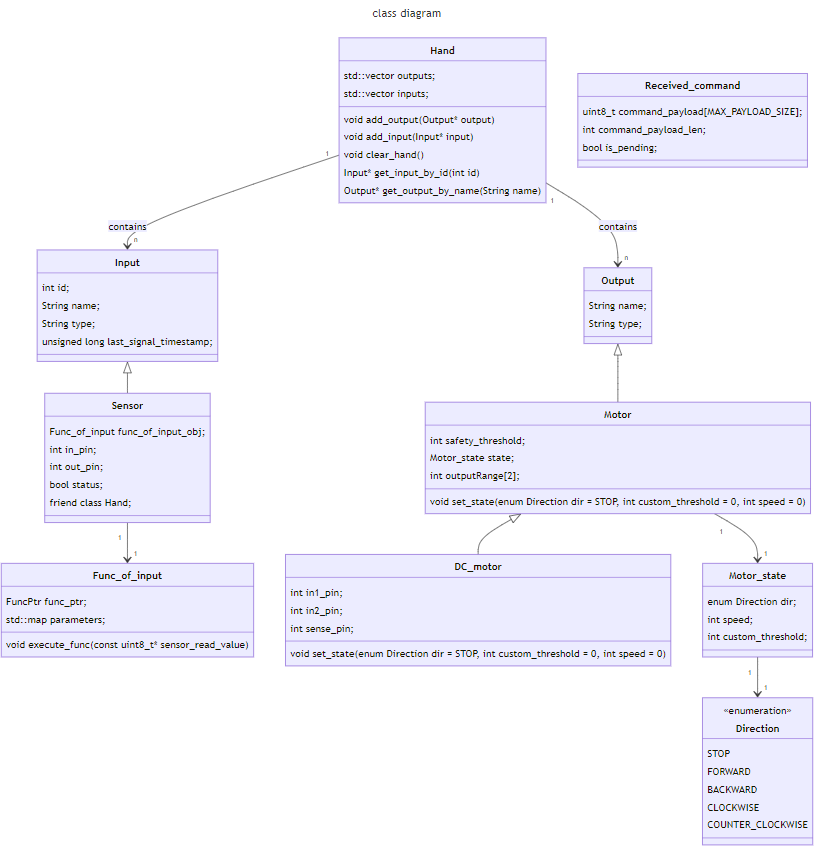 class diagram
Hand
std::vector outputs;
std::vector inputs;
void add_output(Output* output)
void add_input(Input* input)
void clear_hand()
Input* get_input_by_id(int id)
Output* get_output_by_name(String name)
Received_command
uint8_t command_payload[MAX_PAYLOAD_SIZE];
int command_payload_len;
bool is_pending;
1
contains
n
1
contains
n
Input
int id;
String name;
String type;
unsigned long last_signal_timestamp;
Output
String name;
String type;
Sensor
Func_of_input func_of_input_obj;
int in_pin;
int out_pin;
bool status;
friend class Hand;
Motor
int safety_threshold;
Motor_state state;
int outputRange[2];
void set_state(enum Direction dir = STOP, int custom_threshold = 0, int speed = 0)
1
1
1
1
Func_of_input
FuncPtr func_ptr;
std::map parameters;
void execute_func(const uint8_t* sensor_read_value)
DC_motor
int in1_pin;
int in2_pin;
int sense_pin;
void set_state(enum Direction dir = STOP, int custom_threshold = 0, int speed = 0)
Motor_state
enum Direction dir;
int speed;
int custom_threshold;
1
1
«enumeration»
Direction
STOP
FORWARD
BACKWARD
CLOCKWISE
COUNTER_CLOCKWISE